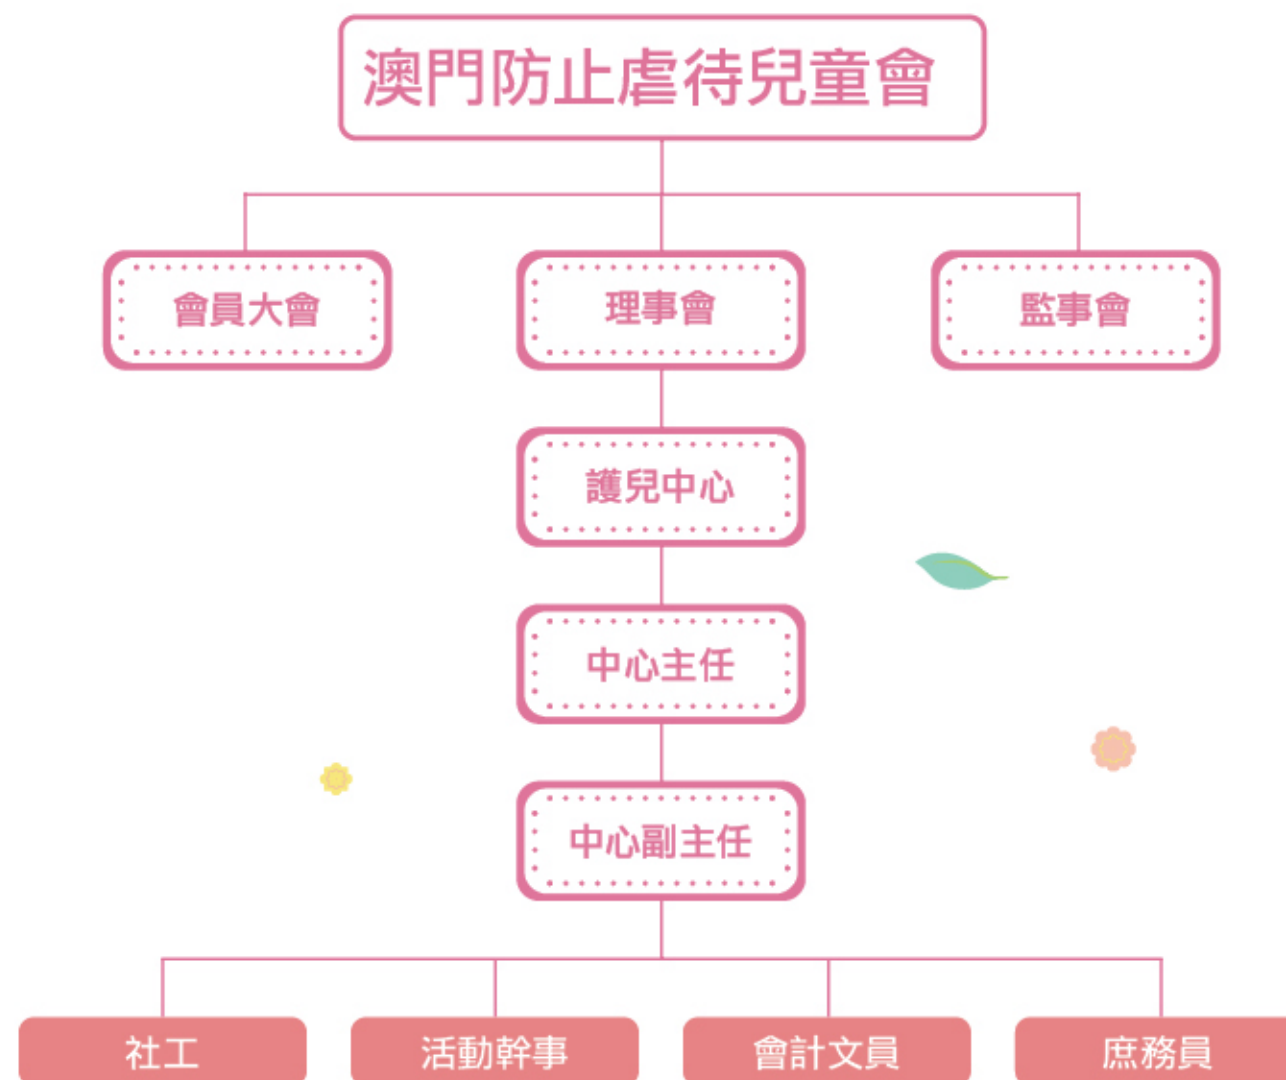 澳門防止虐待兒童會
會員大會
理事會
監事會
護兒中心
中心主任
中心副主任
社工
活動幹事
會計文員
庶務員